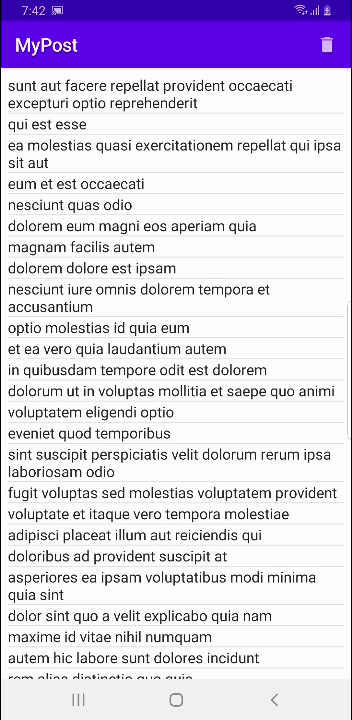 7:42
MyPost
sunt aut facere repellat provident occaecati
excepturi optio reprehenderit
qui est esse
ea molestias quasi exercitationem repellat qui ipsa
sit aut
eum et est occaecati
nesciunt quas odio
dolorem eum magni eos aperiam quia
magnam facilis autem
dolorem dolore est ipsam
nesciunt iure omnis dolorem tempora et
accusantium
optio molestias id quia eum
et ea vero quia laudantium autem
in quibusdam tempore odit est dolorem
dolorum ut in voluptas mollitia et saepe quo animi
voluptatem eligendi optio
eveniet quod temporibus
sint suscipit perspiciatis velit dolorum rerum ipsa
laboriosam odio
fugit voluptas sed molestias voluptatem provident
voluptate et itaque vero tempora molestiae
adipisci placeat illum aut reiciendis qui
doloribus ad provident suscipit at
asperiores ea ipsam voluptatibus modi minima
quia sint
dolor sint quo a velit explicabo quia nam
maxime id vitae nihil numquam
autem hic labore sunt dolores incidunt